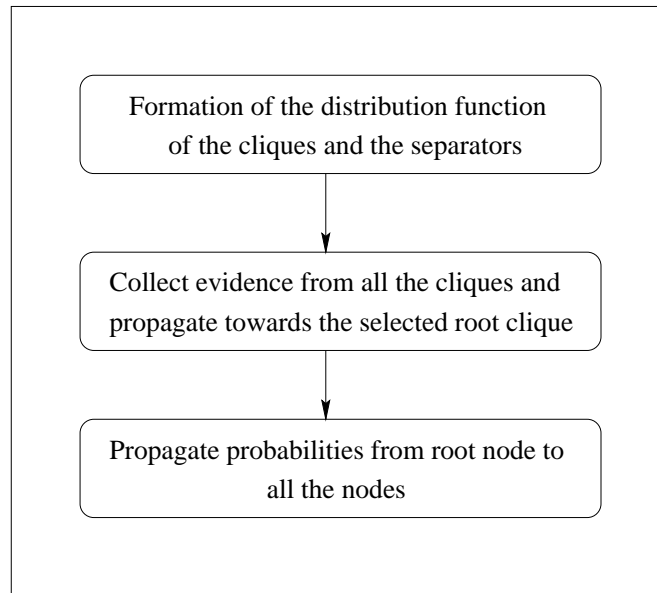 Formation of the distribution function
of the cliques and the separators
Collect evidence from all the cliques and
propagate towards the selected root clique
Propagate probabilities from root node to
all the nodes